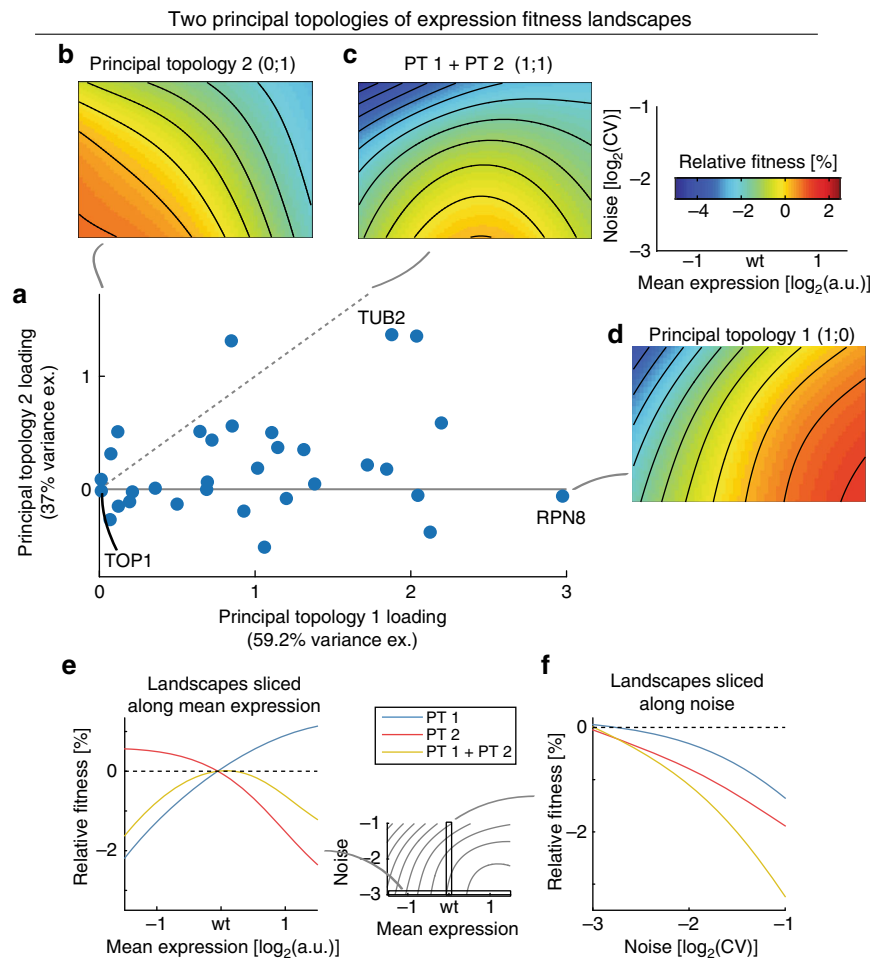 Two principal topologies of expression fitness landscapes
b
Principal topology 2 (0;1)
c
PT 1 + PT 2 (1;1)
Noise [log2(CV)]
−1
−2
−3
Relative fitness [%]
−4 −2 0 2
−1 wt 1
Mean expression [log2(a.u.)]
a
Principal topology 2 loading
(37% variance ex.)
1
0
TUB2
RPN8
TOP1
0 1 2 3
Principal topology 1 loading
(59.2% variance ex.)
d
Principal topology 1 (1;0)
e
Landscapes sliced
along mean expression
Relative fitness [%]
0
−2
−1 wt 1
Mean expression [log2(a.u.)]
PT 1
PT 2
PT 1 + PT 2
Noise
−1
−2
−3
−1 wt 1
Mean expression
f
Landscapes sliced
along noise
Relative fitness [%]
0
−2
−3 −2 −1
Noise [log2(CV)]